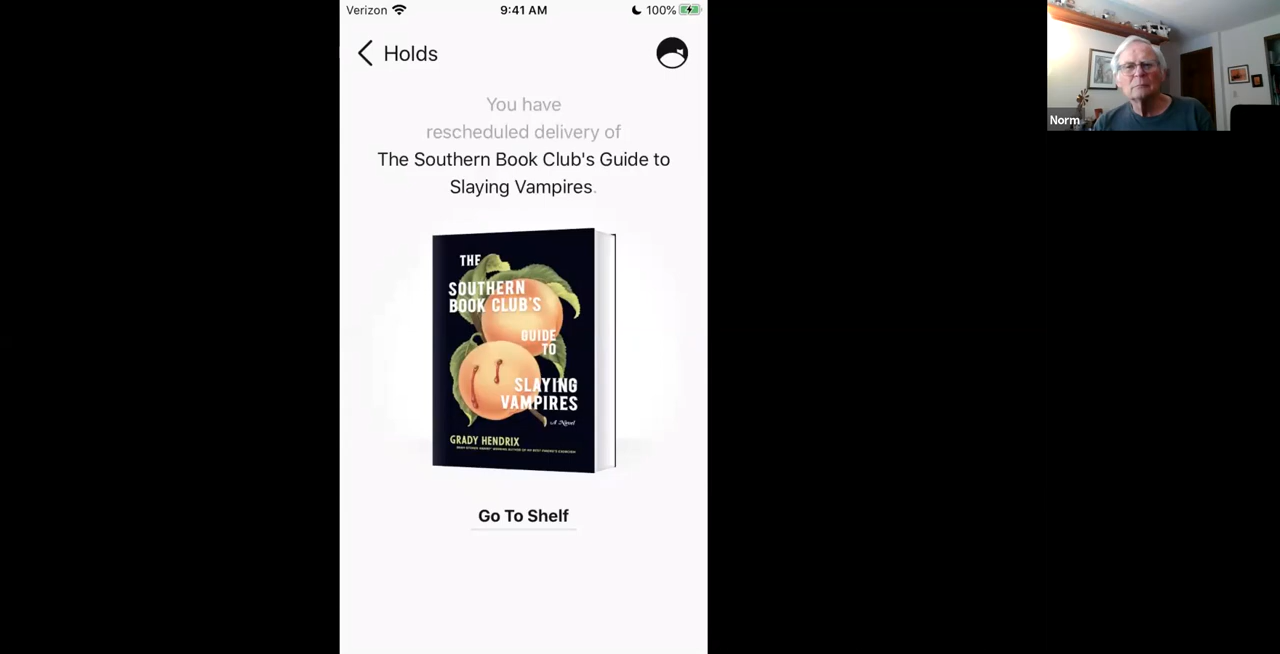 Verizon 9:41 AM 100%
Holds
You have
rescheduled delivery of
The Southern Book Club's Guide to
Slaying Vampires.
THE
SOUTHERN
BOOK CLUB'S
GUIDE
TO
SLAYING
VAMPIRES
A Novel
GRADY HENDRIX
Go To Shelf
Norm